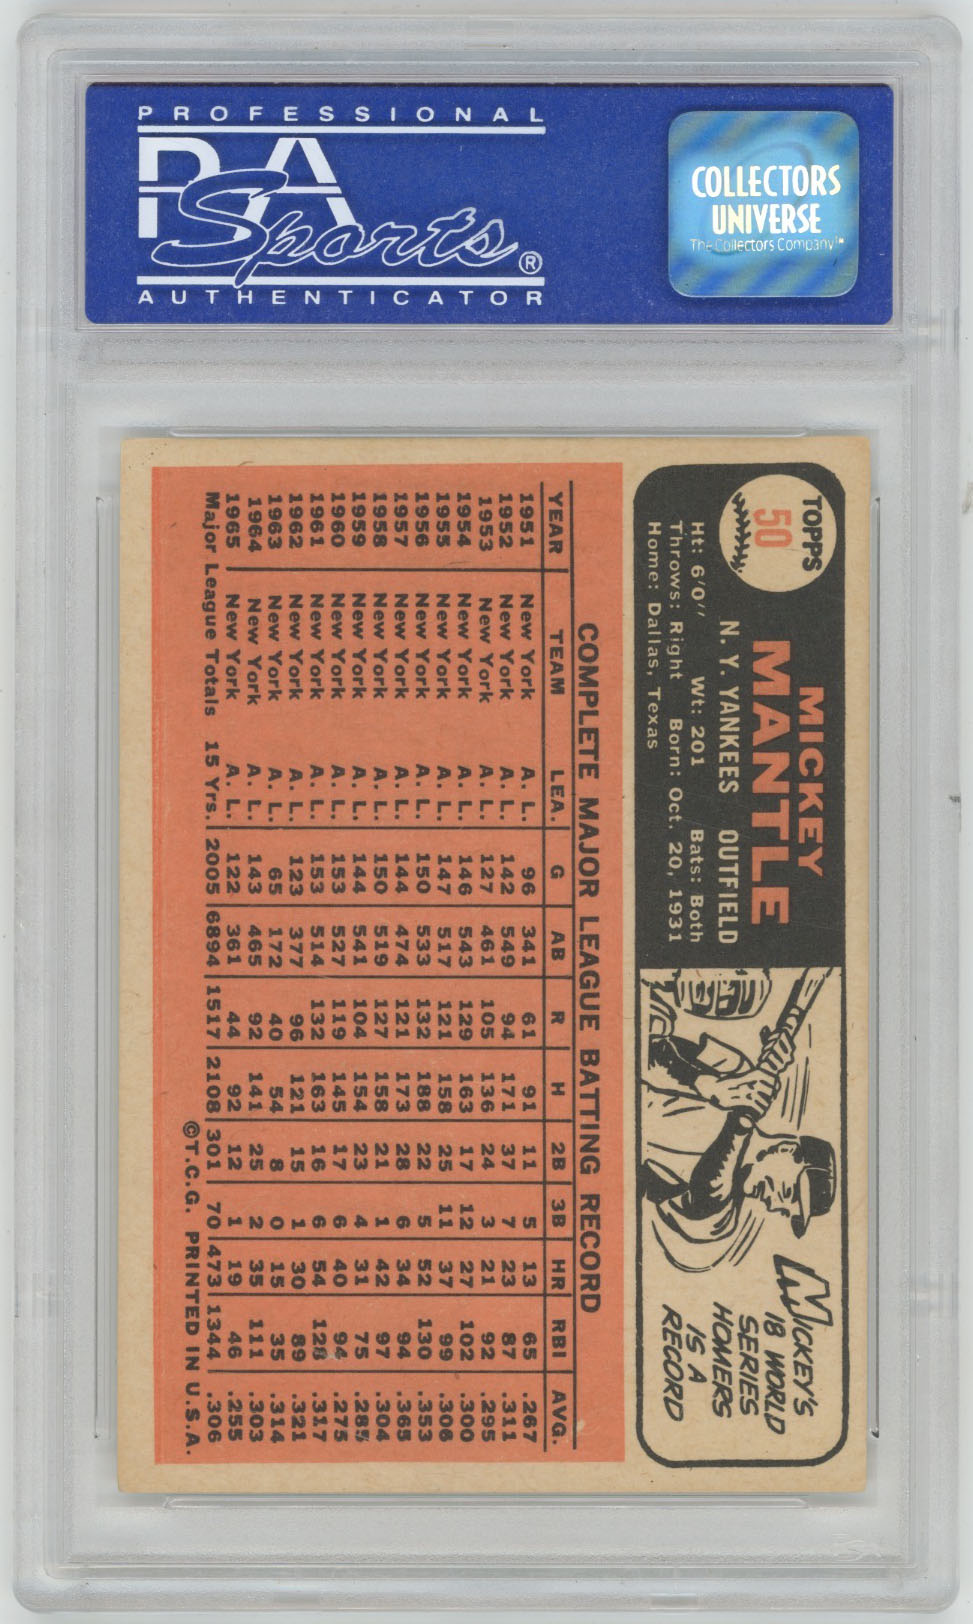 PROFESSIONAL
PSA
Sports®
AUTHENTICATOR
COLLECTORS
UNIVERSE
The Collectors Company™
TOPPS
50
MICKEY
MANTLE
N. Y. YANKEES OUTFIELD
Ht: 6'0" Wt: 201 Bats: Both
Throws: Right Born: Oct. 20, 1931
Home: Dallas, Texas
MICKEY'S
18 WORLD
SERIES
HOMERS
IS A
RECORD
COMPLETE MAJOR LEAGUE BATTING RECORD
YEAR TEAM LEA. G AB R H 2B 3B HR RBI AVG.
1951 New York A. L. 96 341 61 91 11 5 13 65 .267
1952 New York A. L. 142 549 94 171 37 7 23 87 .311
1953 New York A. L. 127 461 105 136 24 3 21 92 .295
1954 New York A. L. 146 543 129 163 17 12 27 102 .300
1955 New York A. L. 147 517 121 158 25 11 37 99 .306
1956 New York A. L. 150 533 132 188 22 5 52 130 .353
1957 New York A. L. 144 474 121 173 28 6 34 94 .365
1958 New York A. L. 150 519 127 158 21 1 42 97 .304
1959 New York A. L. 144 541 104 154 23 4 31 75 .285
1960 New York A. L. 153 527 119 145 17 6 40 94 .275
1961 New York A. L. 153 514 132 163 16 6 54 128 .317
1962 New York A. L. 123 377 96 121 15 1 30 89 .321
1963 New York A. L. 65 172 40 54 8 0 15 35 .314
1964 New York A. L. 143 465 92 141 25 2 35 111 .303
1965 New York A. L. 122 361 44 92 12 1 19 46 .255
Major League Totals 15 Yrs. 2005 6894 1517 2108 301 70 473 1344 .306
©T.C.G. PRINTED IN U.S.A.